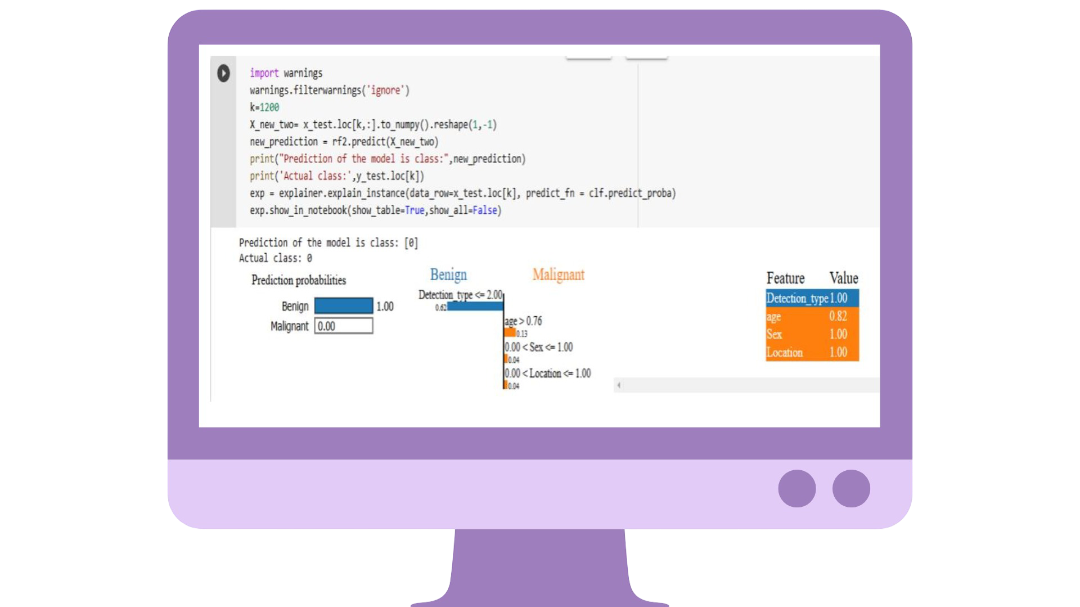 import warnings
warnings.filterwarnings('ignore')
k=1200
X_new_two= x_test.loc[k,:].to_numpy().reshape(1,-1)
new_prediction = rf2.predict(X_new_two)
print("Prediction of the model is class:",new_prediction)
print('Actual class:',y_test.loc[k])
exp = explainer.explain_instance(data_row=x_test.loc[k], predict_fn = clf.predict_proba)
exp.show_in_notebook(show_table=True,show_all=False)
Prediction of the model is class: [0]
Actual class: 0
Prediction probabilities
Benign 1.00
Malignant 0.00
Benign Malignant
Detection_type <= 2.00
0.62
age > 0.76
0.13
0.00 < Sex <= 1.00
0.04
0.00 < Location <= 1.00
0.04
Feature Value
Detection_type 1.00
age 0.82
Sex 1.00
Location 1.00